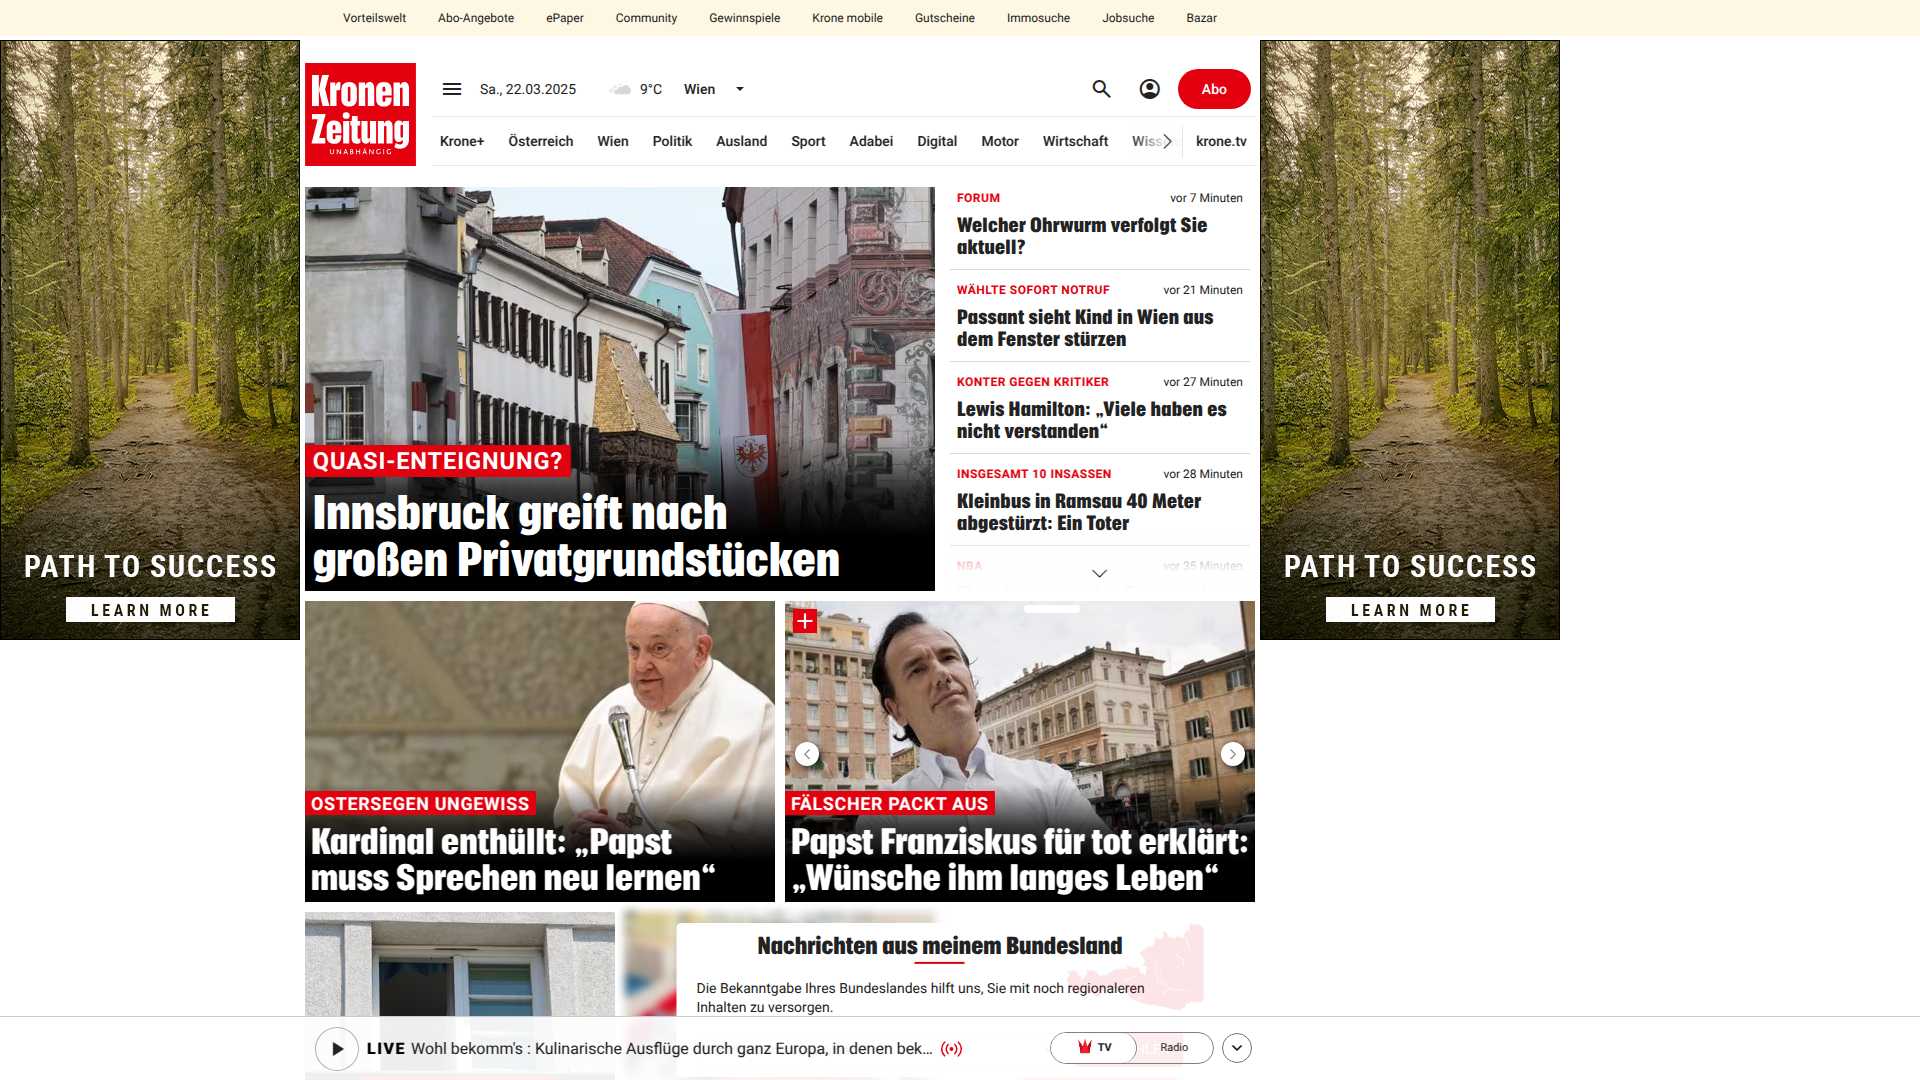 Vorteilswelt Abo-Angebote ePaper Community Gewinnspiele Krone mobile Gutscheine Immosuche Jobsuche Bazar
Kronen
Zeitung
UNABHÄNGIG
Sa., 22.03.2025 9°C Wien
Abo
Krone+ Österreich Wien Politik Ausland Sport Adabei Digital Motor Wirtschaft Wiss krone.tv
QUASI-ENTEIGNUNG?
Innsbruck greift nach
großen Privatgrundstücken
FORUM vor 7 Minuten
Welcher Ohrwurm verfolgt Sie
aktuell?
WÄHLTE SOFORT NOTRUF vor 21 Minuten
Passant sieht Kind in Wien aus
dem Fenster stürzen
KONTER GEGEN KRITIKER vor 27 Minuten
Lewis Hamilton: „Viele haben es
nicht verstanden“
INSGESAMT 10 INSASSEN vor 28 Minuten
Kleinbus in Ramsau 40 Meter
abgestürzt: Ein Toter
NBA vor 35 Minuten
PATH TO SUCCESS
LEARN MORE
PATH TO SUCCESS
LEARN MORE
OSTERSEGEN UNGEWISS
Kardinal enthüllt: „Papst
muss Sprechen neu lernen“
FÄLSCHER PACKT AUS
Papst Franziskus für tot erklärt:
„Wünsche ihm langes Leben“
Nachrichten aus meinem Bundesland
Die Bekanntgabe Ihres Bundeslandes hilft uns, Sie mit noch regionaleren
Inhalten zu versorgen.
LIVE Wohl bekomm's : Kulinarische Ausflüge durch ganz Europa, in denen bek...
TV Radio